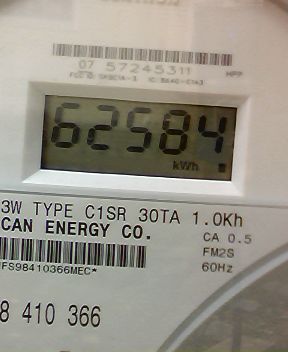 07 57245311 MPP
62584
kWh
3W TYPE C1SR 30TA 1.0Kh
CAN ENERGY CO.
CA 0.5
FM2S
60Hz
*FS98410366MEC*
8 410 366